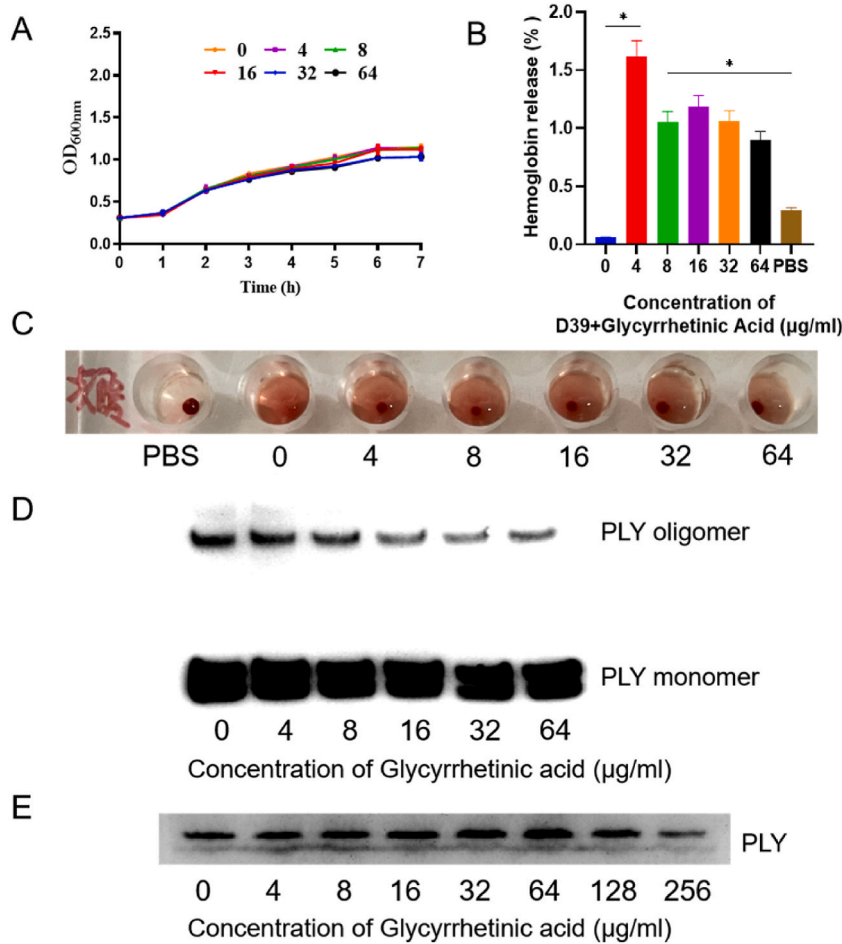 A
2.5
2.0
1.5
1.0
0.5
0.0
OD600nm
0 4 8
16 32 64
0 1 2 3 4 5 6 7
Time (h)
B
2.0
1.5
1.0
0.5
0.0
Hemoglobin release (% )
*
*
0 4 8 16 32 64 PBS
Concentration of
D39+Glycyrrhetinic Acid (μg/ml)
C
PBS 0 4 8 16 32 64
D
PLY oligomer
PLY monomer
0 4 8 16 32 64
Concentration of Glycyrrhetinic acid (μg/ml)
E
PLY
0 4 8 16 32 64 128 256
Concentration of Glycyrrhetinic acid (μg/ml)